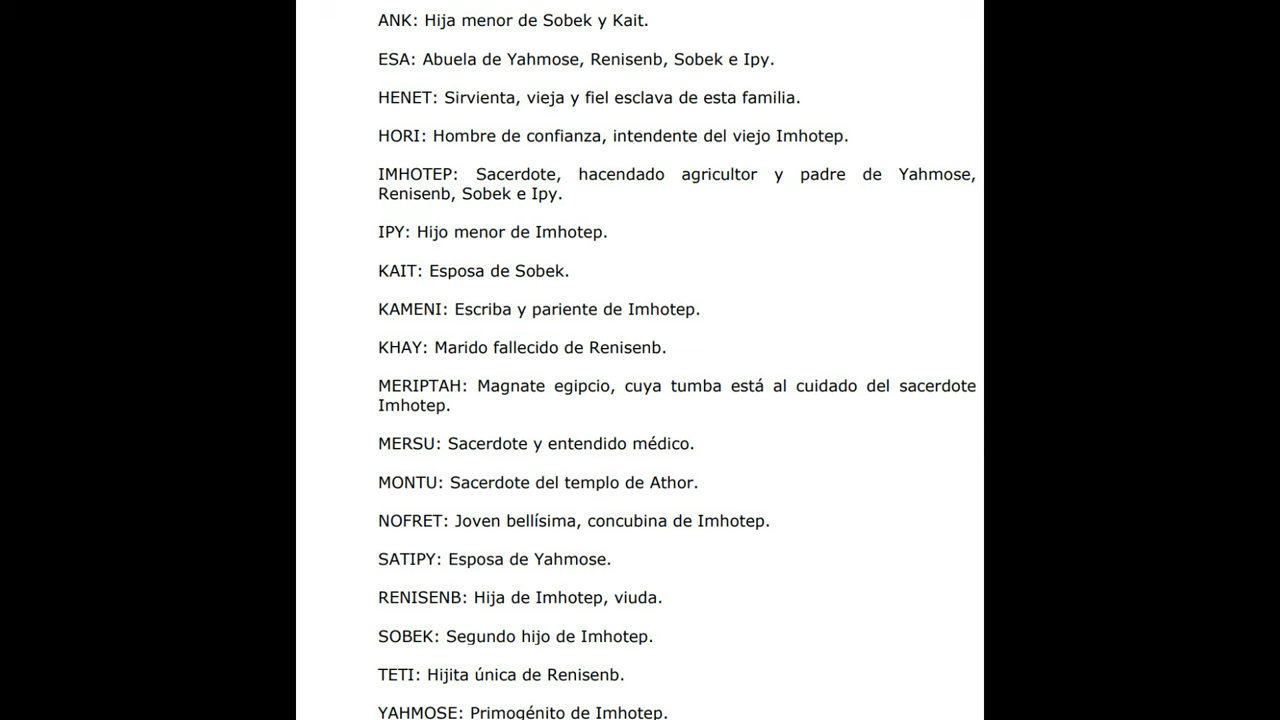 ANK: Hija menor de Sobek y Kait.
ESA: Abuela de Yahmose, Renisenb, Sobek e Ipy.
HENET: Sirvienta, vieja y fiel esclava de esta familia.
HORI: Hombre de confianza, intendente del viejo Imhotep.
IMHOTEP: Sacerdote, hacendado agricultor y padre de Yahmose,
Renisenb, Sobek e Ipy.
IPY: Hijo menor de Imhotep.
KAIT: Esposa de Sobek.
KAMENI: Escriba y pariente de Imhotep.
KHAY: Marido fallecido de Renisenb.
MERIPTAH: Magnate egipcio, cuya tumba está al cuidado del sacerdote
Imhotep.
MERSU: Sacerdote y entendido médico.
MONTU: Sacerdote del templo de Athor.
NOFRET: Joven bellísima, concubina de Imhotep.
SATIPY: Esposa de Yahmose.
RENISENB: Hija de Imhotep, viuda.
SOBEK: Segundo hijo de Imhotep.
TETI: Hijita única de Renisenb.
YAHMOSE: Primogénito de Imhotep.